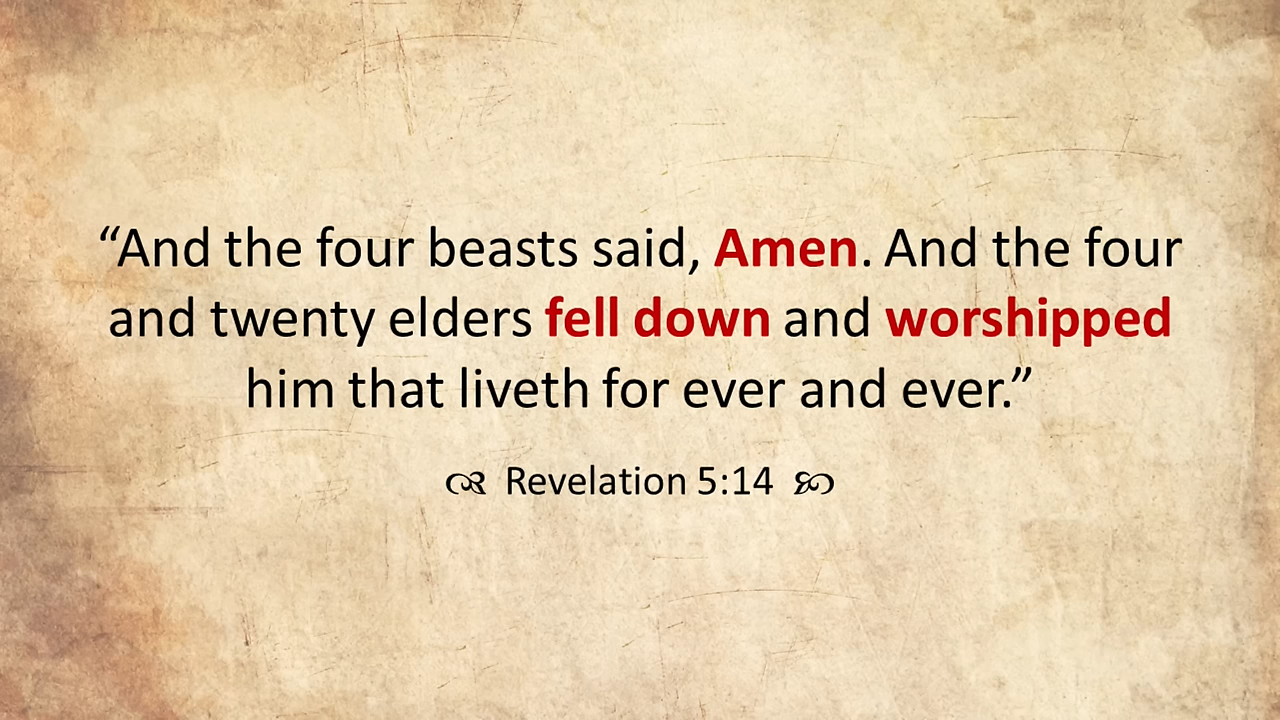 “And the four beasts said, Amen. And the four
and twenty elders fell down and worshipped
him that liveth for ever and ever.”
Revelation 5:14